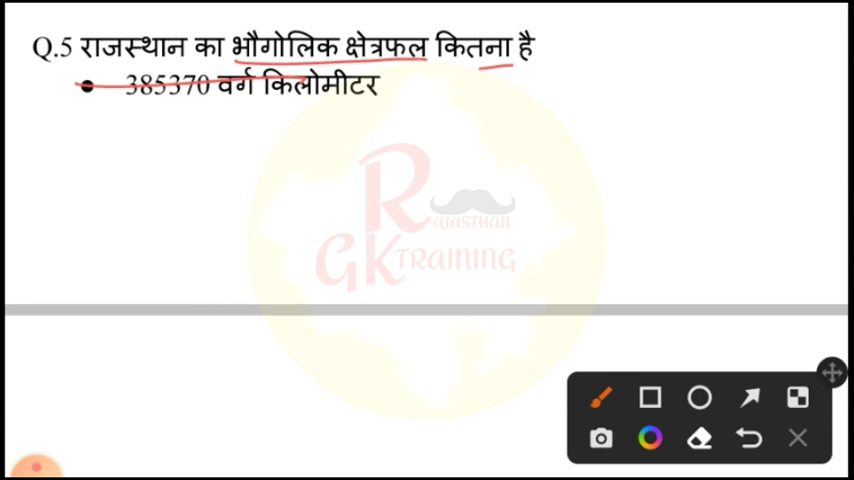 Q.5 राजस्थान का भौगोलिक क्षेत्रफल कितना है
● 385370 वर्ग किलोमीटर
RAJASTHAN
GK TRAINING